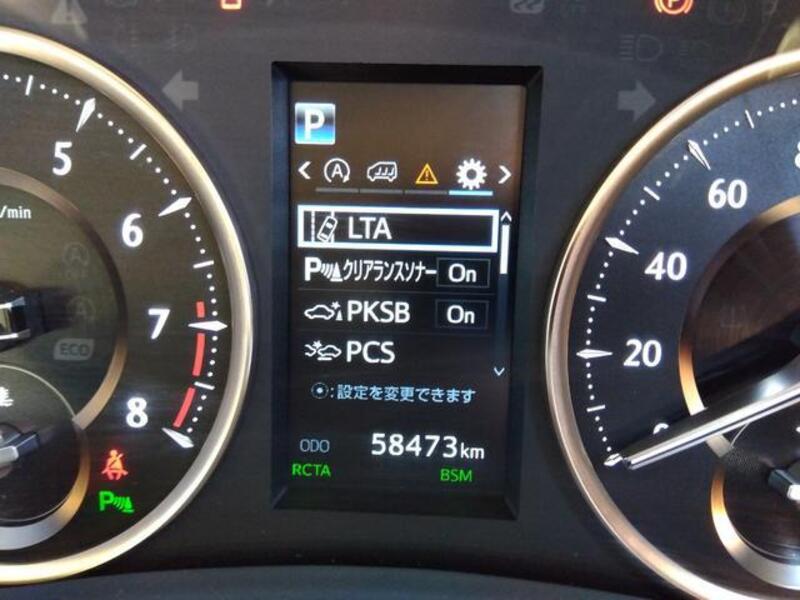 P
5
6
7
8
/min
ECO
P
A
LTA
Pクリアランスソナー On
PKSB On
PCS
:設定を変更できます
ODO 58473km
RCTA BSM
60
40
20